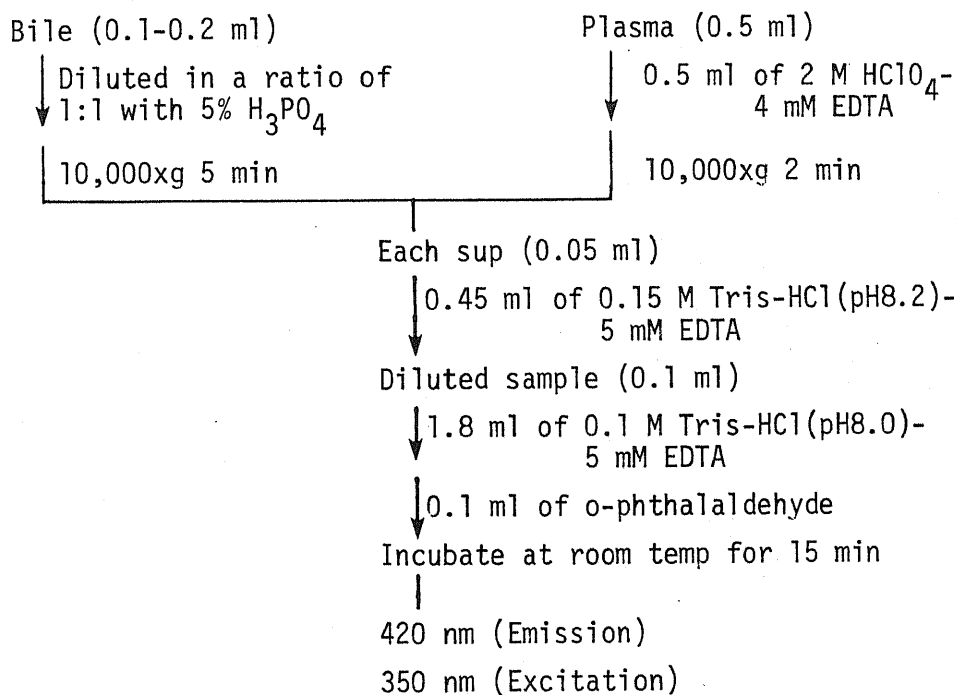 Bile (0.1-0.2 ml)
Diluted in a ratio of
1:1 with 5% H3PO4
10,000xg 5 min
Plasma (0.5 ml)
0.5 ml of 2 M HClO4-
4 mM EDTA
10,000xg 2 min
Each sup (0.05 ml)
0.45 ml of 0.15 M Tris-HCl(pH8.2)-
5 mM EDTA
Diluted sample (0.1 ml)
1.8 ml of 0.1 M Tris-HCl(pH8.0)-
5 mM EDTA
0.1 ml of o-phthalaldehyde
Incubate at room temp for 15 min
420 nm (Emission)
350 nm (Excitation)